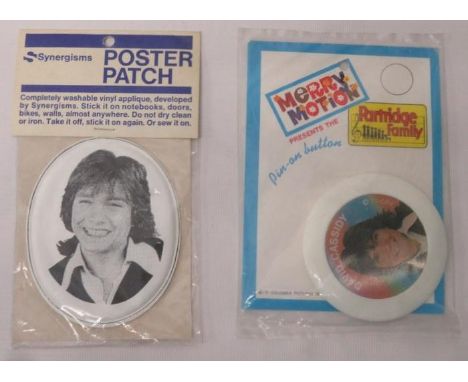 Synergisms
POSTER
PATCH
Completely washable vinyl applique, developed
by Synergisms. Stick it on notebooks, doors,
bikes, walls, almost anywhere. Do not dry clean
or iron. Take it off, stick it on again. Or sew it on.
MERRY
MOTION
PRESENTS THE
pin-on button
Partridge
Family
DAVID CASSIDY